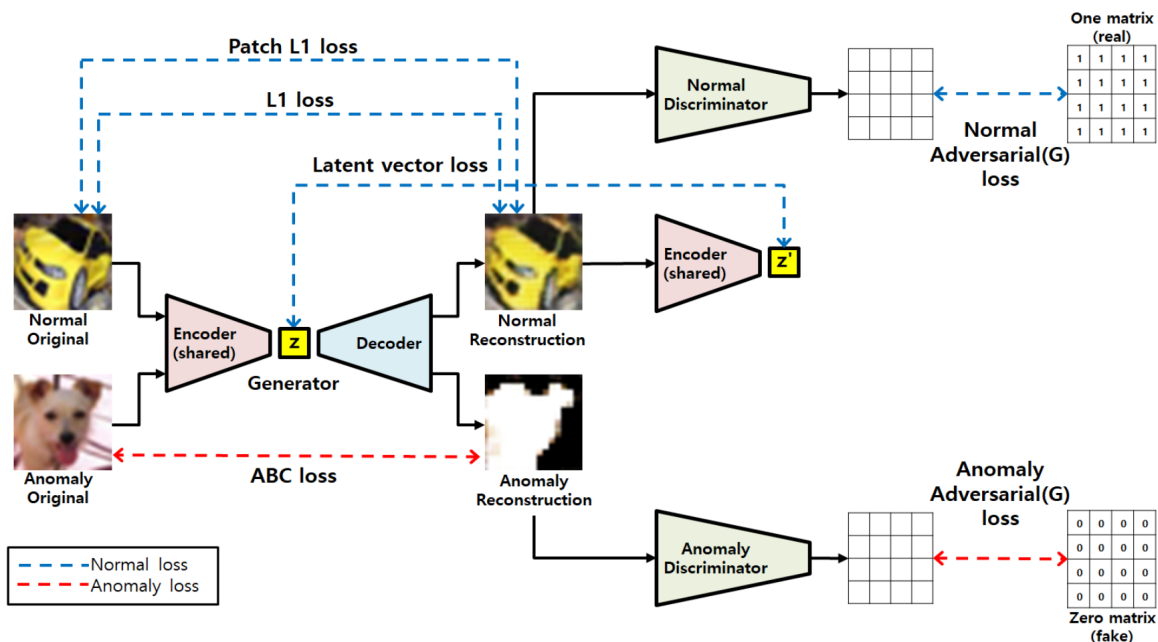 One matrix
(real)
Patch L1 loss
L1 loss
Normal
Discriminator
1 1 1 1
1 1 1 1
1 1 1 1
1 1 1 1
Normal
Adversarial(G)
loss
Latent vector loss
Normal
Original
Encoder
(shared)
z
Decoder
Generator
Normal
Reconstruction
Encoder
(shared)
z'
Anomaly
Original
ABC loss
Anomaly
Reconstruction
Anomaly
Discriminator
Anomaly
Adversarial(G)
loss
0 0 0 0
0 0 0 0
0 0 0 0
0 0 0 0
Zero matrix
(fake)
Normal loss
Anomaly loss